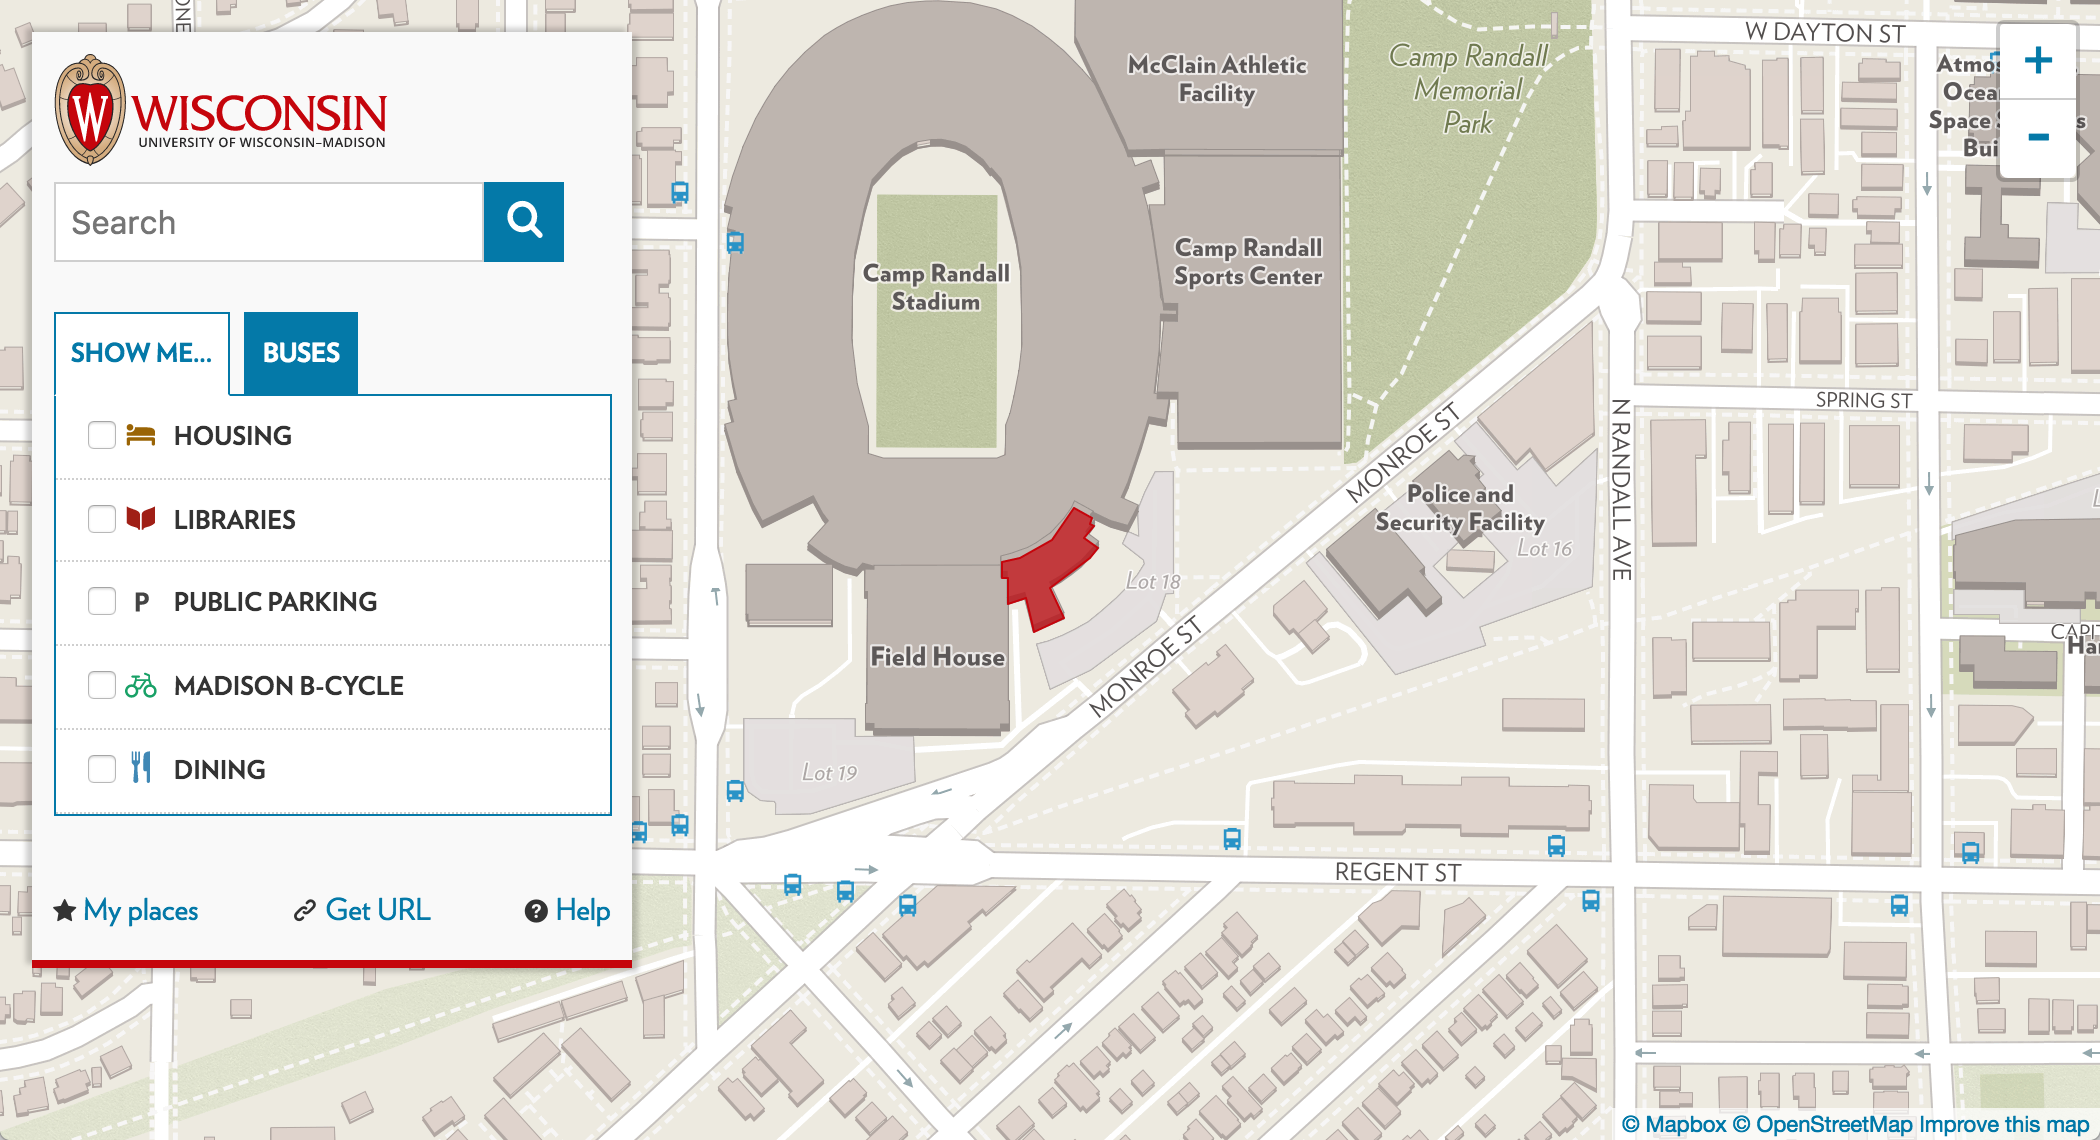 W
WISCONSIN
UNIVERSITY OF WISCONSIN–MADISON
Search
SHOW ME...
BUSES
HOUSING
LIBRARIES
P PUBLIC PARKING
MADISON B-CYCLE
DINING
My places
Get URL
? Help
McClain Athletic
Facility
Camp Randall
Memorial
Park
W DAYTON ST
+
-
Camp Randall
Stadium
Camp Randall
Sports Center
MONROE ST
N RANDALL AVE
SPRING ST
Police and
Security Facility
Lot 16
Lot 18
Field House
MONROE ST
Lot 19
REGENT ST
© Mapbox © OpenStreetMap Improve this map